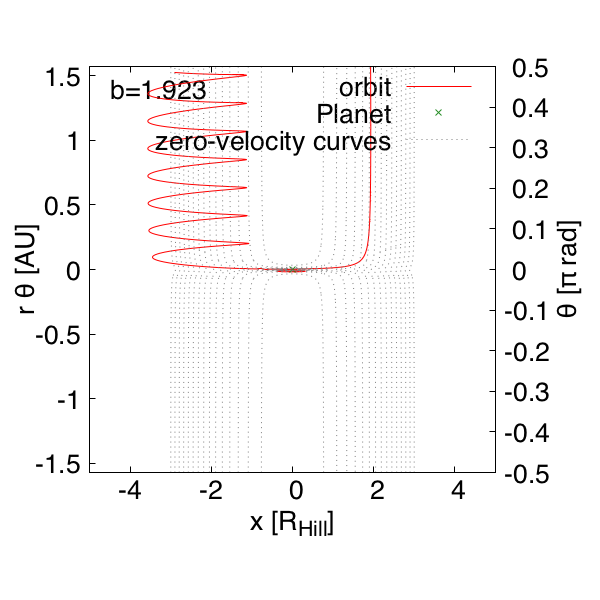 b=1.923
orbit
Planet
zero-velocity curves
r θ [AU]
1.5
1
0.5
0
-0.5
-1
-1.5
0.5
0.4
0.3
0.2
0.1
0
-0.1
-0.2
-0.3
-0.4
-0.5
θ [π rad]
-4 -2 0 2 4
x [R_Hill]